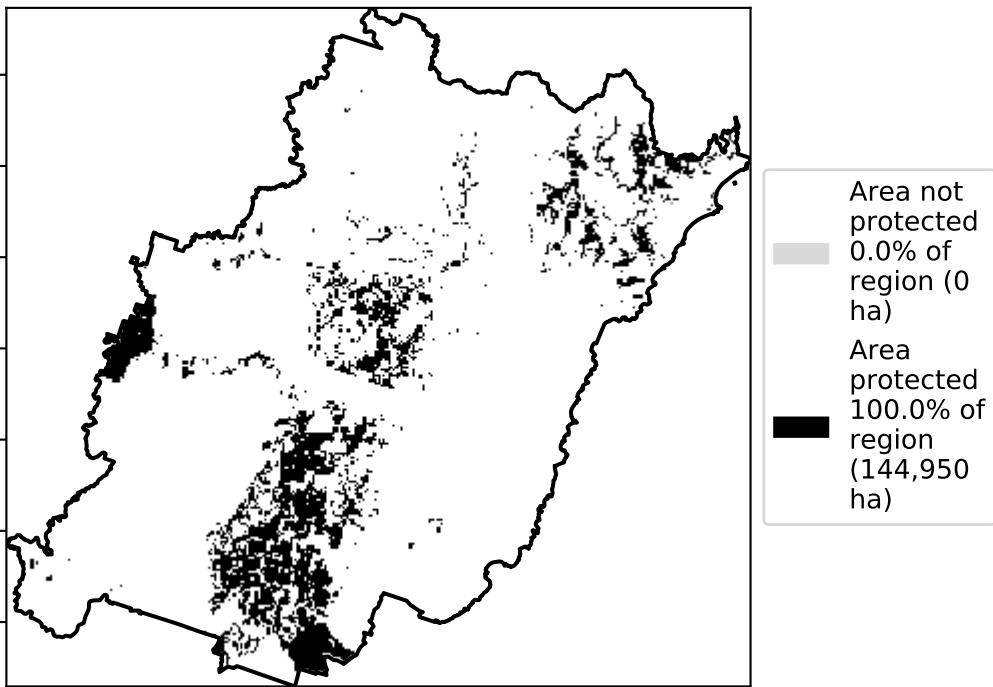 Area not
protected
0.0% of
region (0
ha)
Area
protected
100.0% of
region
(144,950
ha)